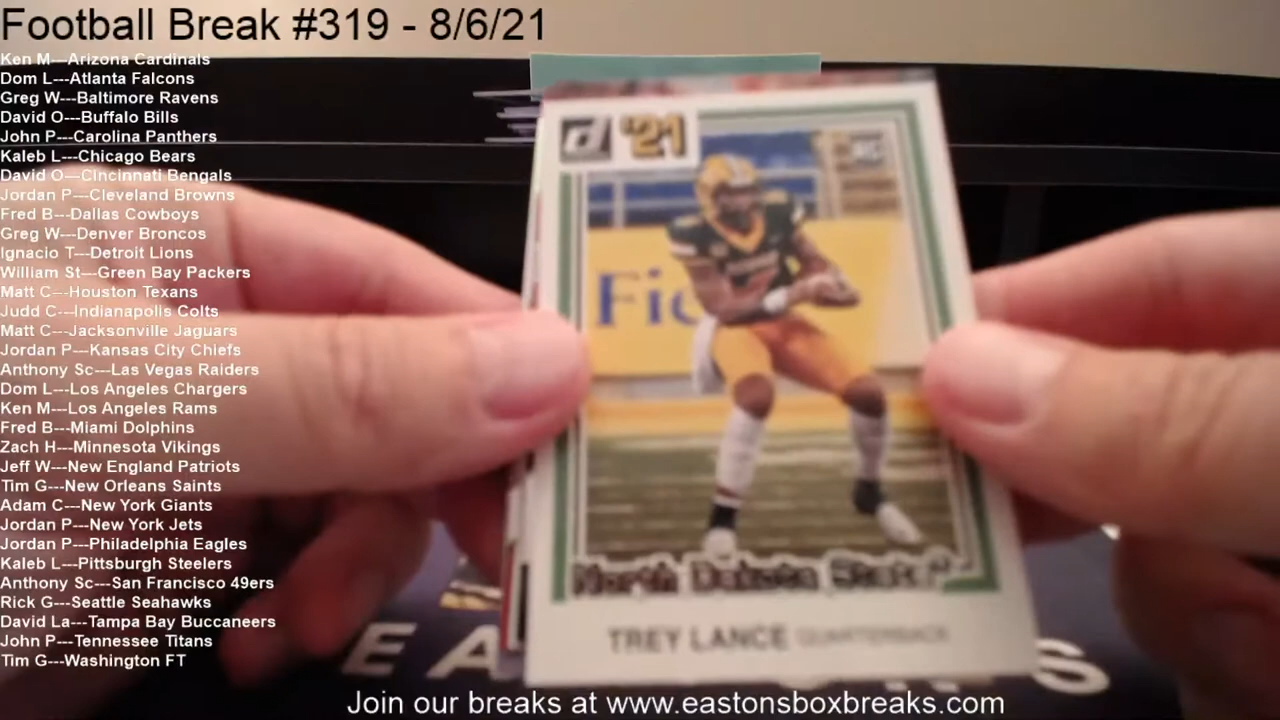 Football Break #319 - 8/6/21
Ken M---Arizona Cardinals
Dom L---Atlanta Falcons
Greg W---Baltimore Ravens
David O---Buffalo Bills
John P---Carolina Panthers
Kaleb L---Chicago Bears
David O---Cincinnati Bengals
Jordan P---Cleveland Browns
Fred B---Dallas Cowboys
Greg W---Denver Broncos
Ignacio T---Detroit Lions
William St---Green Bay Packers
Matt C---Houston Texans
Judd C---Indianapolis Colts
Matt C---Jacksonville Jaguars
Jordan P---Kansas City Chiefs
Anthony Sc---Las Vegas Raiders
Dom L---Los Angeles Chargers
Ken M---Los Angeles Rams
Fred B---Miami Dolphins
Zach H---Minnesota Vikings
Jeff W---New England Patriots
Tim G---New Orleans Saints
Adam C---New York Giants
Jordan P---New York Jets
Jordan P---Philadelphia Eagles
Kaleb L---Pittsburgh Steelers
Anthony Sc---San Francisco 49ers
Rick G---Seattle Seahawks
David La---Tampa Bay Buccaneers
John P---Tennessee Titans
Tim G---Washington FT
d '21
RC
Fie
North Dakota State
TREY LANCE QUARTERBACK
Join our breaks at www.eastonsboxbreaks.com